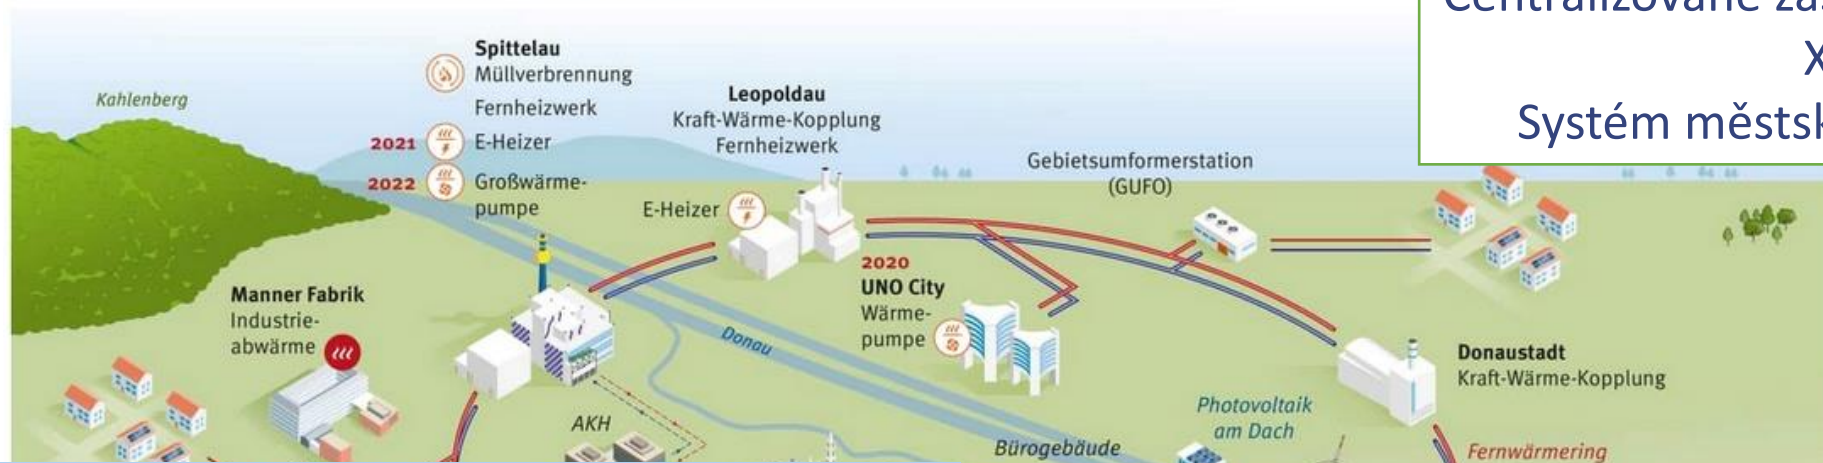 Centralizované
X
Systém
Kahlenberg
Spittelau
Müllverbrennung
Fernheizwerk
2021 E-Heizer
2022 Großwärme-
pumpe
Leopoldau
Kraft-Wärme-Kopplung
Fernheizwerk
E-Heizer
Gebietsumformerstation
(GUFO)
2020
UNO City
Wärme-
pumpe
Manner Fabrik
Industrie-
abwärme
Donau
Donaustadt
Kraft-Wärme-Kopplung
AKH
Photovoltaik
am Dach
Bürogebäude
Fernwärmering